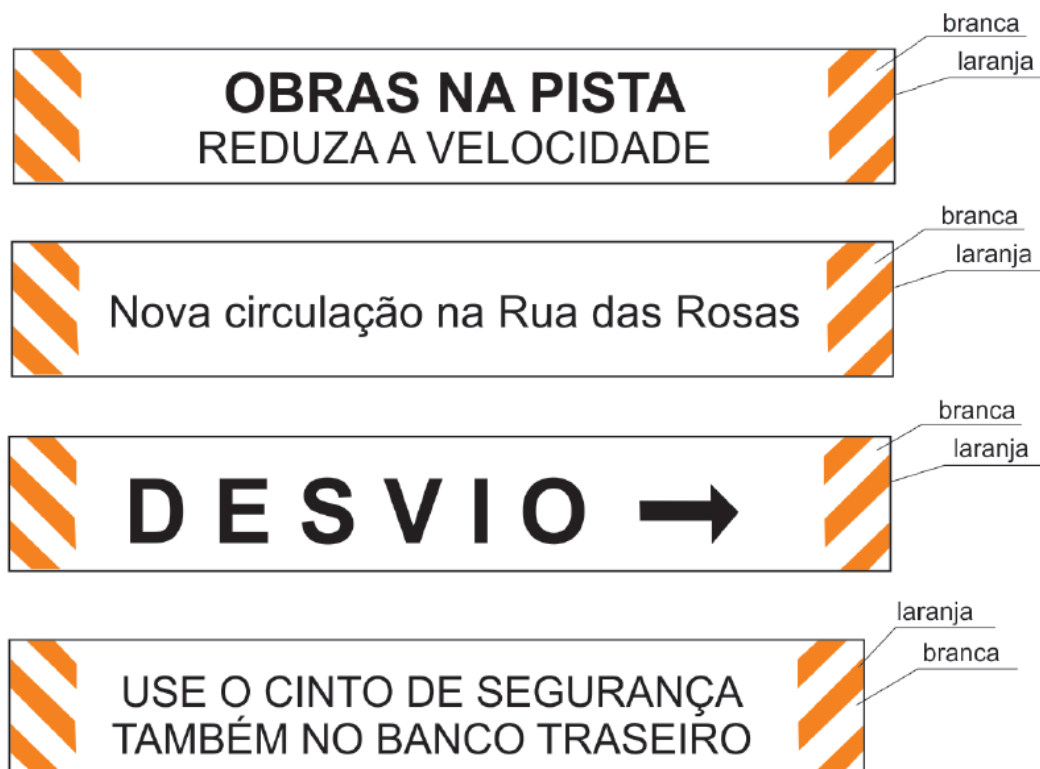 branca
laranja
OBRAS NA PISTA
REDUZA A VELOCIDADE
branca
laranja
Nova circulação na Rua das Rosas
branca
laranja
DESVIO →
laranja
branca
USE O CINTO DE SEGURANÇA
TAMBÉM NO BANCO TRASEIRO